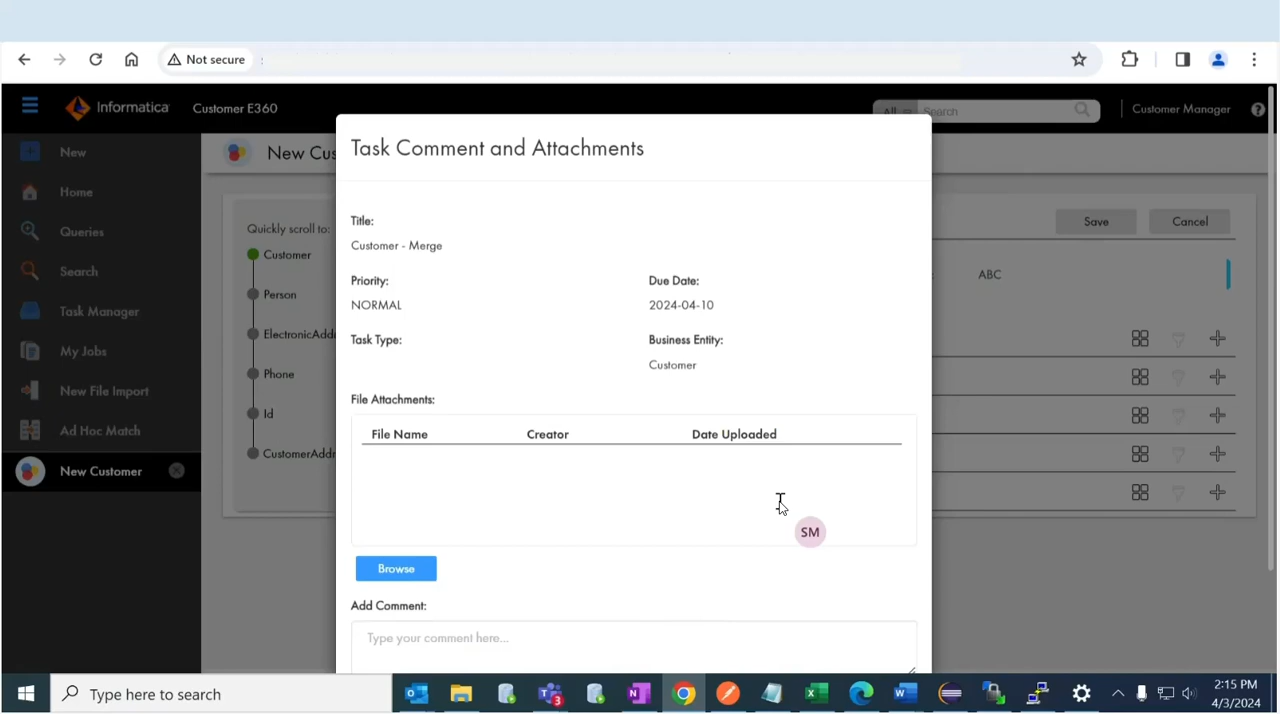 Not secure
Informatica
Customer E360
All
Search
Customer Manager
New
Home
Queries
Search
Task Manager
My Jobs
New File Import
Ad Hoc Match
New Customer
New Cus
Quickly scroll to:
Customer
Person
ElectronicAddr
Phone
Id
CustomerAddr
Save
Cancel
ABC
Task Comment and Attachments
Title:
Customer - Merge
Priority:
Due Date:
NORMAL
2024-04-10
Task Type:
Business Entity:
Customer
File Attachments:
File Name
Creator
Date Uploaded
SM
Browse
Add Comment:
Type your comment here...
Type here to search
3
2:15 PM
4/3/2024